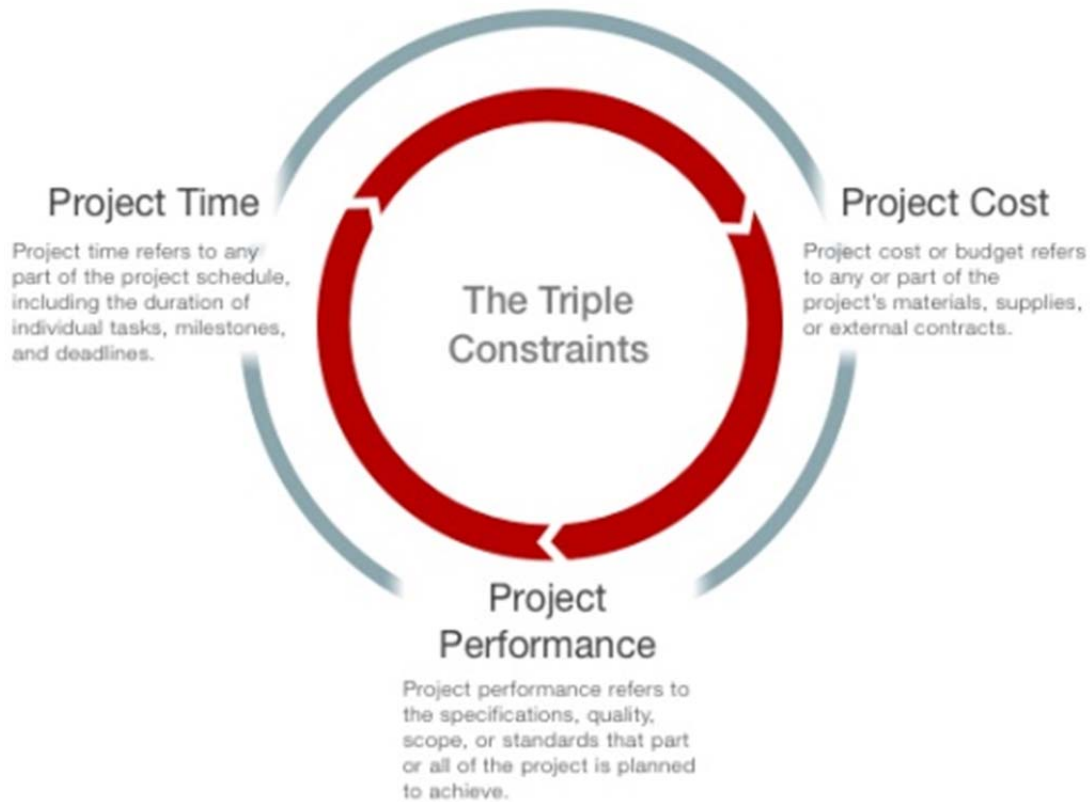 Project Time
Project time refers to any
part of the project schedule,
including the duration of
individual tasks, milestones,
and deadlines.
Project Cost
Project cost or budget refers
to any or part of the
project's materials, supplies,
or external contracts.
The Triple
Constraints
Project
Performance
Project performance refers to
the specifications, quality,
scope, or standards that part
or all of the project is planned
to achieve.